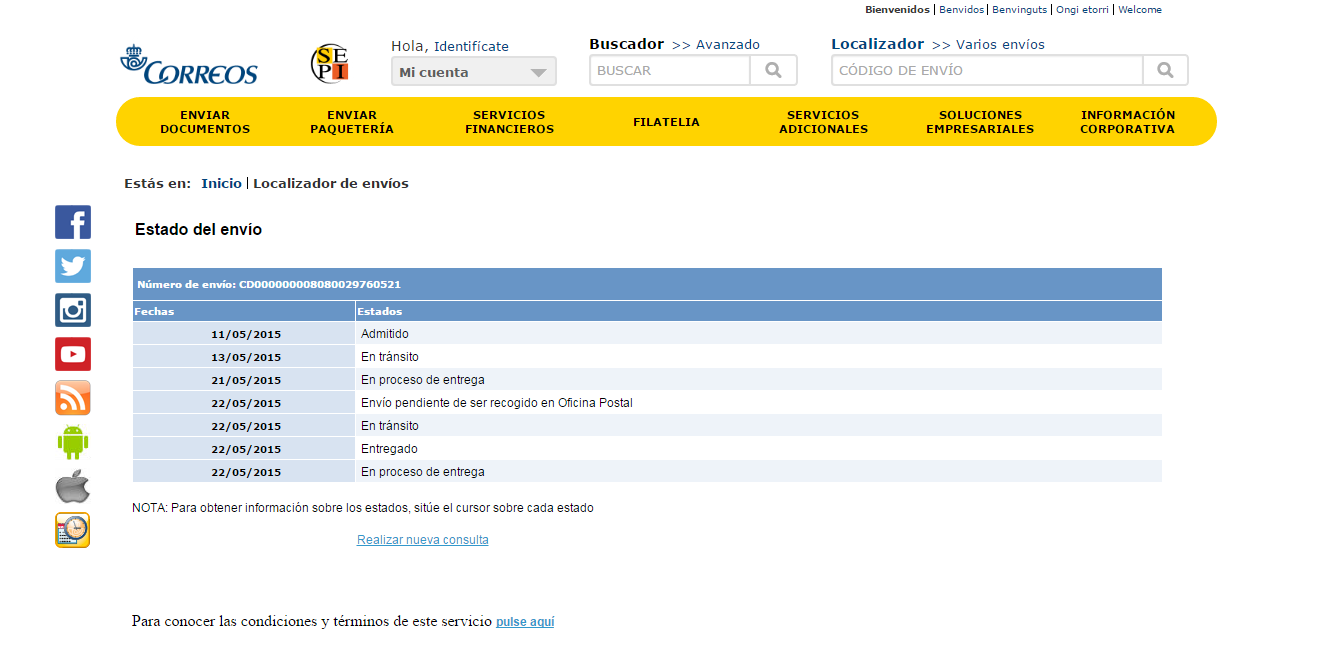 Bienvenidos | Benvidos | Benvinguts | Ongi etorri | Welcome
CORREOS
SE
PI
Hola, Identifícate
Mi cuenta
Buscador >> Avanzado
BUSCAR
Localizador >> Varios envíos
CÓDIGO DE ENVÍO
ENVIAR
DOCUMENTOS
ENVIAR
PAQUETERÍA
SERVICIOS
FINANCIEROS
FILATELIA
SERVICIOS
ADICIONALES
SOLUCIONES
EMPRESARIALES
INFORMACIÓN
CORPORATIVA
Estás en: Inicio | Localizador de envíos
Estado del envío
Número de envío: CD000000008080029760521
Fechas Estados
11/05/2015 Admitido
13/05/2015 En tránsito
21/05/2015 En proceso de entrega
22/05/2015 Envío pendiente de ser recogido en Oficina Postal
22/05/2015 En tránsito
22/05/2015 Entregado
22/05/2015 En proceso de entrega
NOTA: Para obtener información sobre los estados, sitúe el cursor sobre cada estado
Realizar nueva consulta
Para conocer las condiciones y términos de este servicio pulse aquí